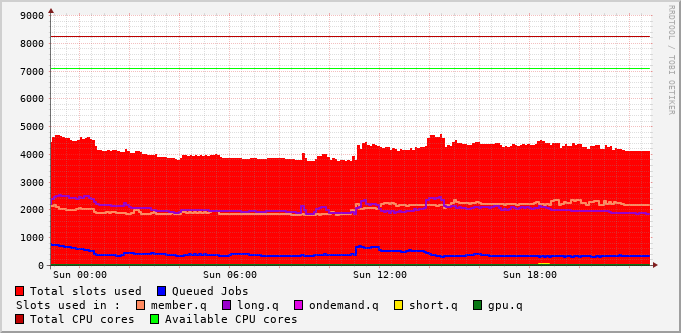 RRDTOOL / TOBI OETIKER
9000
8000
7000
6000
5000
4000
3000
2000
1000
0
Sun 00:00 Sun 06:00 Sun 12:00 Sun 18:00
Total slots used Queued Jobs
Slots used in : member.q long.q ondemand.q short.q gpu.q
Total CPU cores Available CPU cores